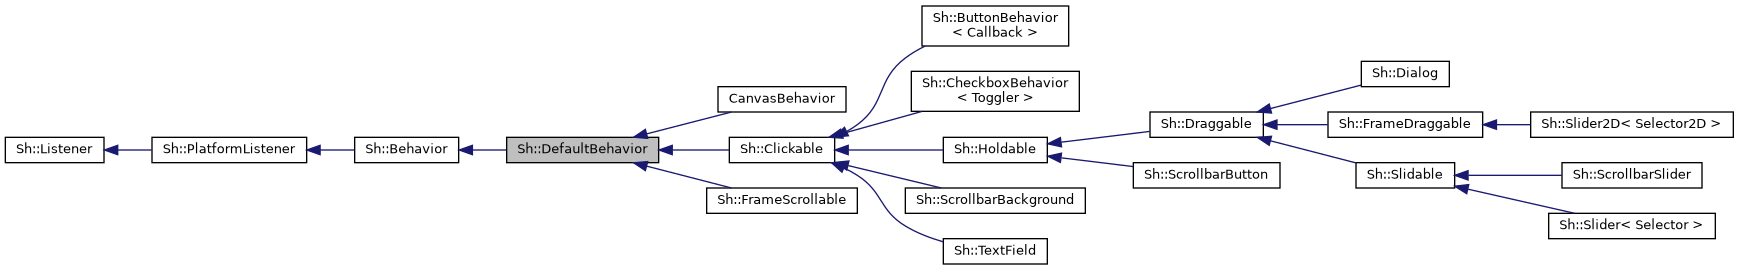 Sh::Listener
Sh::PlatformListener
Sh::Behavior
Sh::DefaultBehavior
CanvasBehavior
Sh::Clickable
Sh::FrameScrollable
Sh::ButtonBehavior
< Callback >
Sh::CheckboxBehavior
< Toggler >
Sh::Holdable
Sh::ScrollbarBackground
Sh::TextField
Sh::Draggable
Sh::ScrollbarButton
Sh::Dialog
Sh::FrameDraggable
Sh::Slidable
Sh::Slider2D< Selector2D >
Sh::ScrollbarSlider
Sh::Slider< Selector >